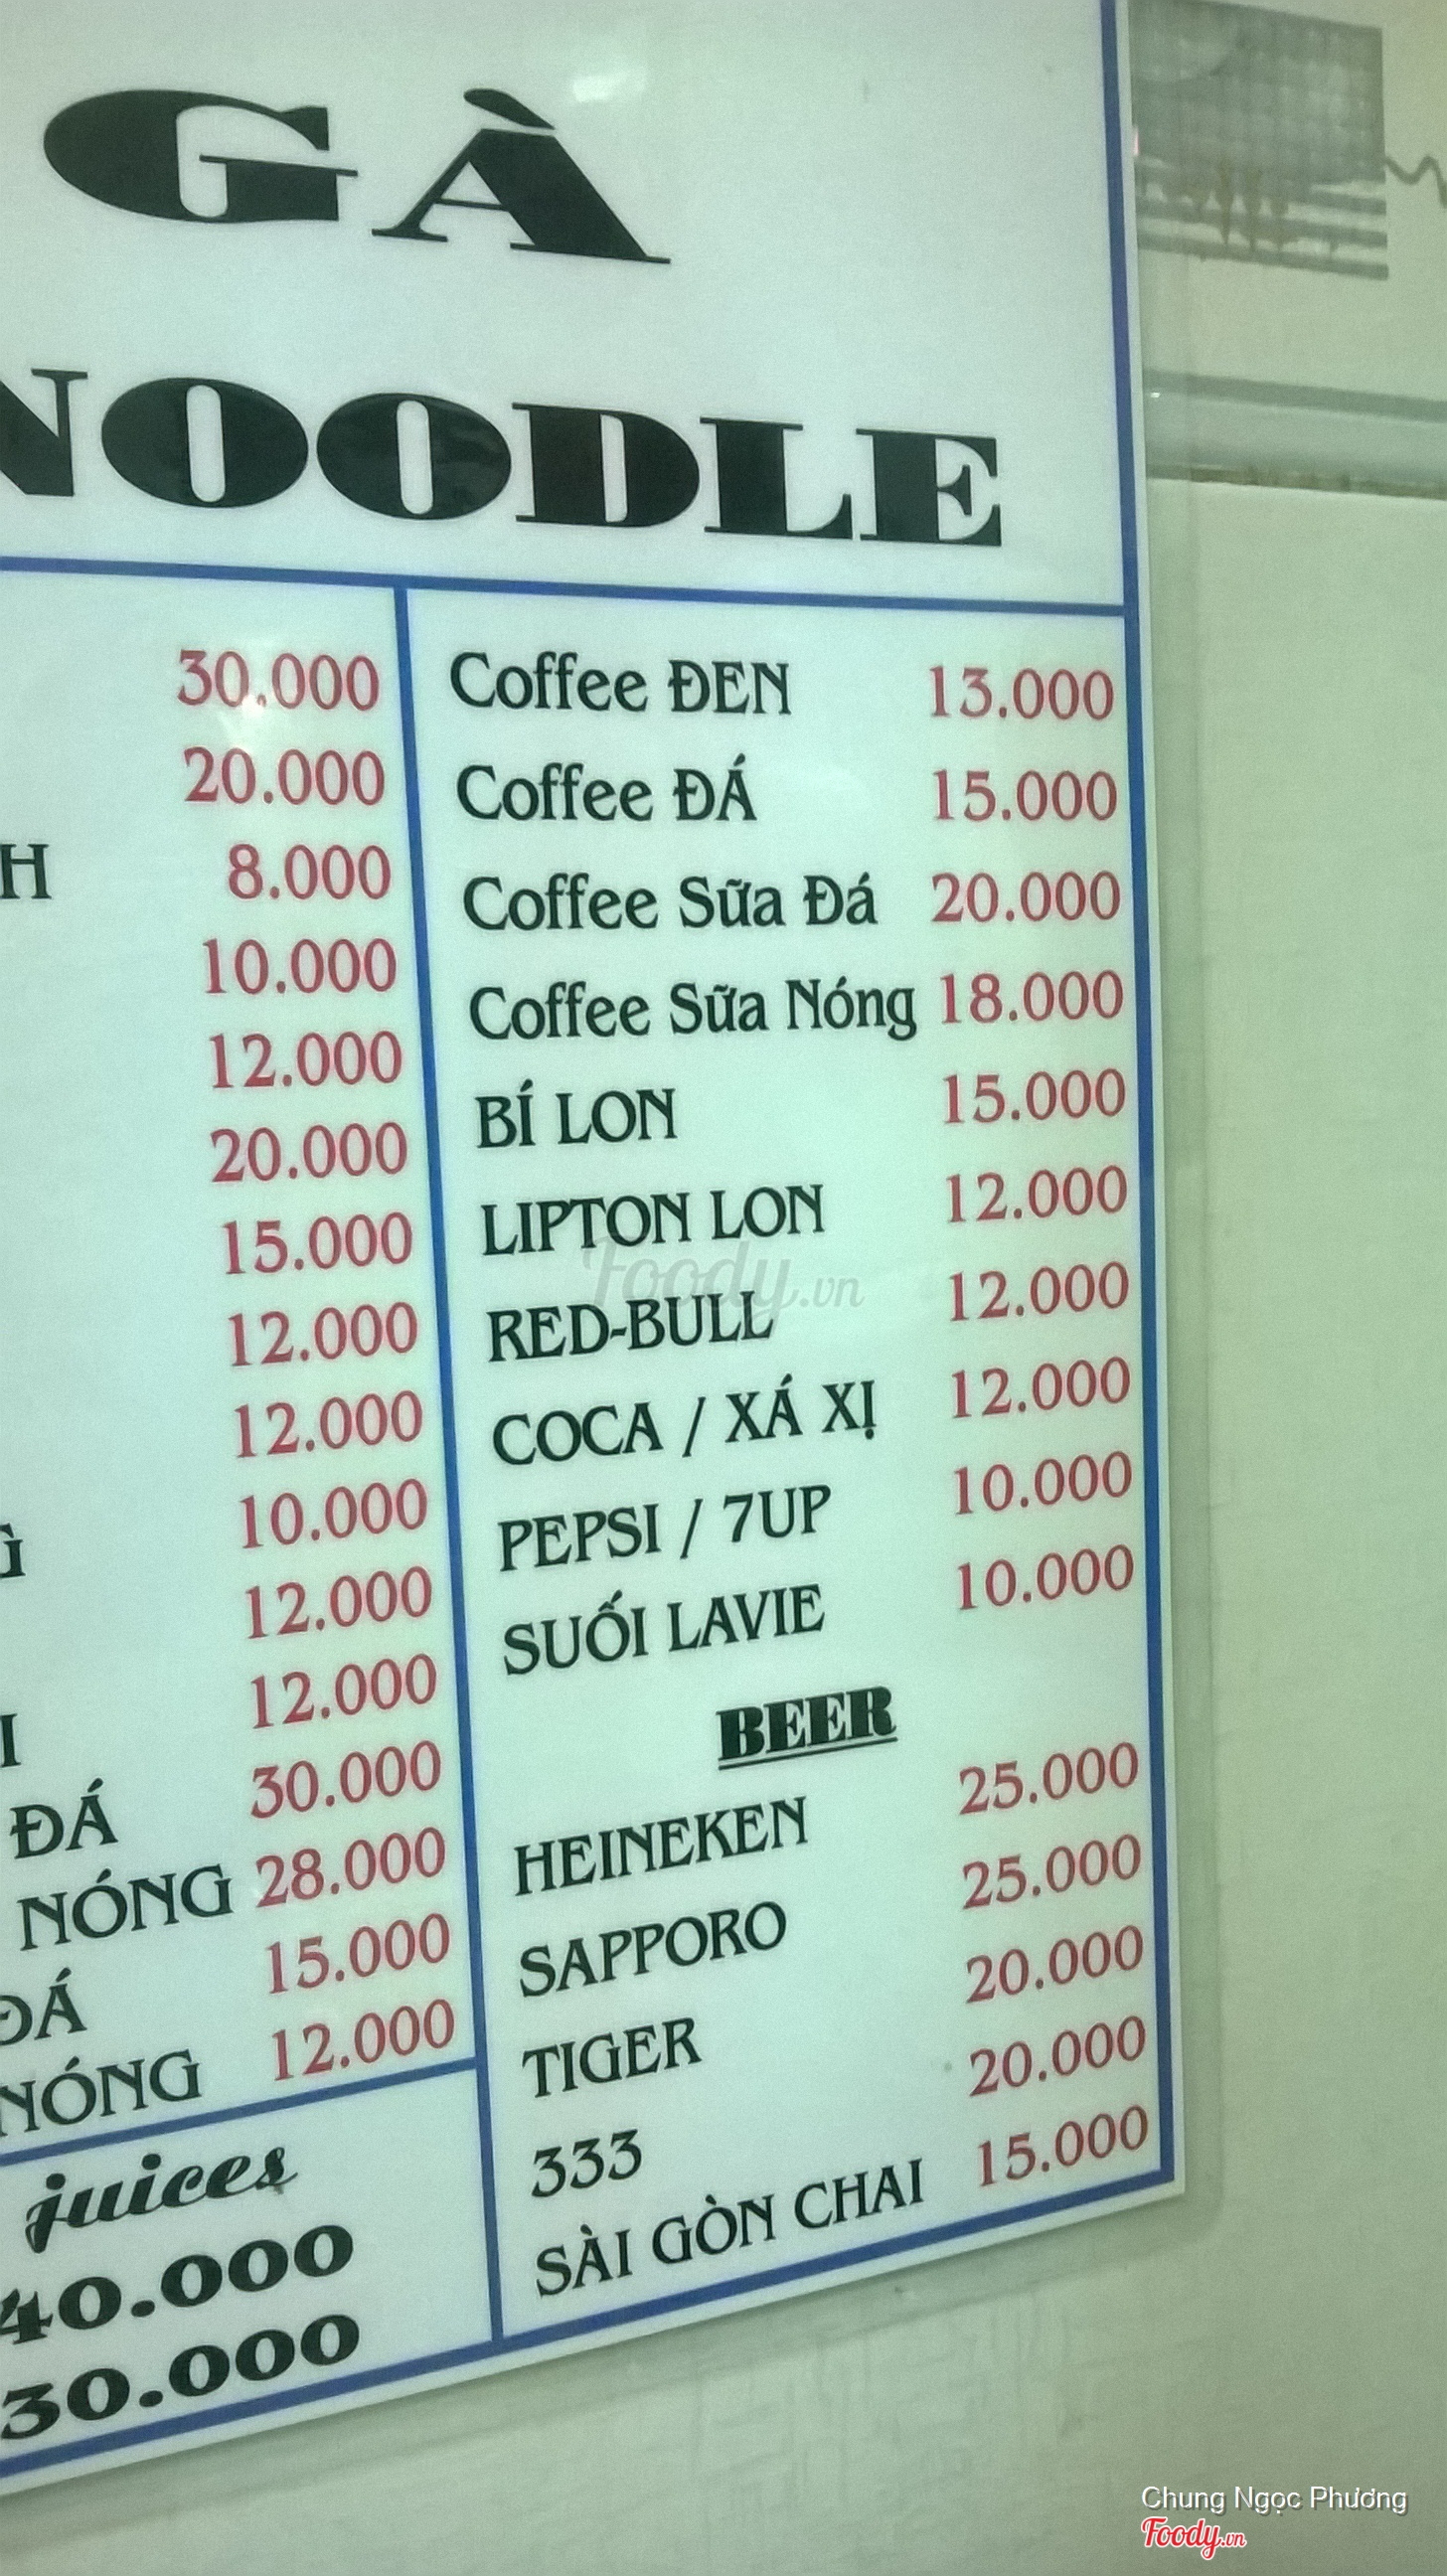 GÀ
NOODLE
30.000
20.000
H 8.000
10.000
12.000
20.000
15.000
12.000
12.000
10.000
12.000
12.000
ĐÁ 30.000
NÓNG 28.000
ĐÁ 15.000
NÓNG 12.000
juices
40.000
30.000
Coffee ĐEN 13.000
Coffee ĐÁ 15.000
Coffee Sữa Đá 20.000
Coffee Sữa Nóng 18.000
BÍ LON 15.000
LIPTON LON 12.000
RED-BULL 12.000
COCA / XÁ XỊ 12.000
PEPSI / 7UP 10.000
SUỐI LAVIE 10.000
BEER
HEINEKEN 25.000
SAPPORO 25.000
TIGER 20.000
333 20.000
SÀI GÒN CHAI 15.000
Foody.vn
Chung Ngọc Phương
Foody.vn